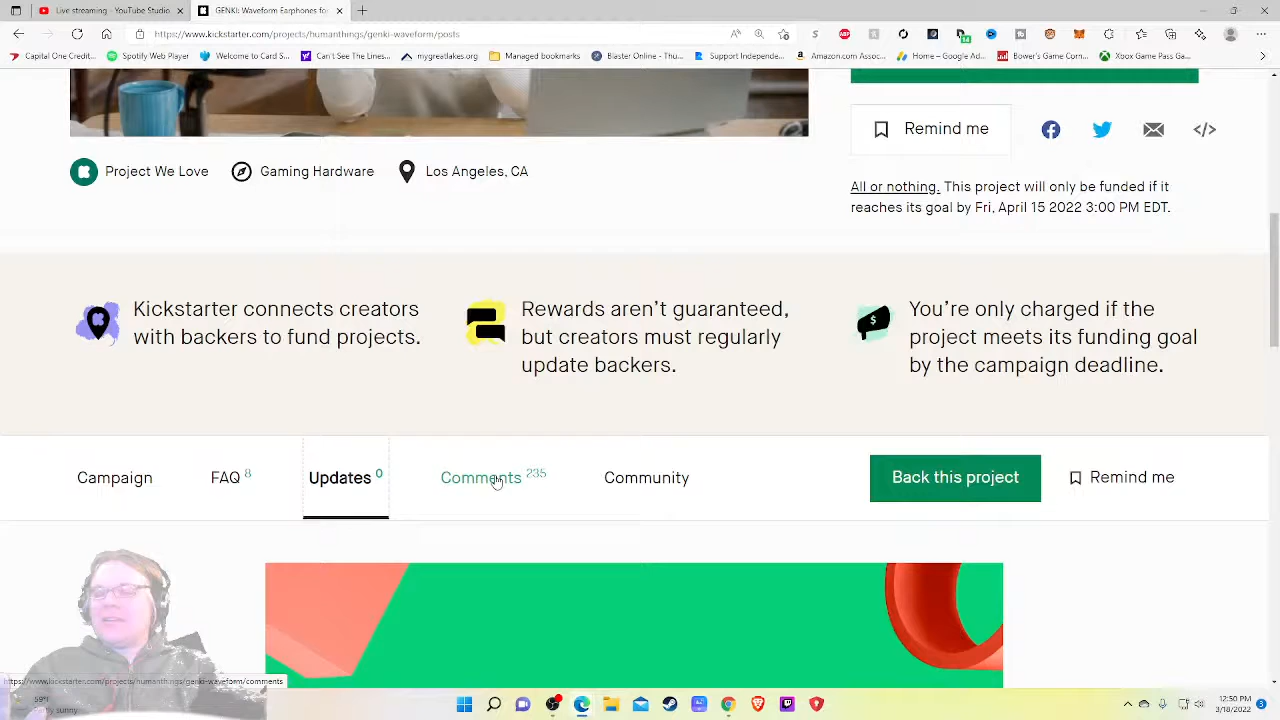 Live streaming - YouTube Studio
GENKI: Waveform Earphones fo
https://www.kickstarter.com/projects/humanthings/genki-waveform/posts
Capital One Credit...
Spotify Web Player
Welcome to Card S...
Can't See The Lines...
mygreatlakes.org
Managed bookmarks
Blaster Online - Thu...
Support Independe...
Amazon.com Associ...
Home – Google Ad...
Bower's Game Corn...
Xbox Game Pass Ga...
Remind me
Project We Love
Gaming Hardware
Los Angeles, CA
All or nothing. This project will only be funded if it
reaches its goal by Fri, April 15 2022 3:00 PM EDT.
Kickstarter connects creators
with backers to fund projects.
Rewards aren't guaranteed,
but creators must regularly
update backers.
You're only charged if the
project meets its funding goal
by the campaign deadline.
Campaign
FAQ 8
Updates 0
Comments 235
Community
Back this project
Remind me
https://www.kickstarter.com/projects/humanthings/genki-waveform/comments
sunny
12:50 PM
3/18/2022
3